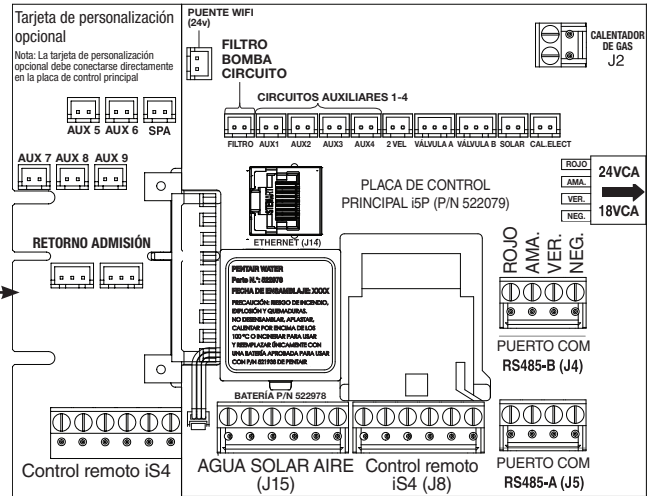 Tarjeta de personalización
opcional
Nota: La tarjeta de personalización
opcional debe conectarse directamente
en la placa de control principal
AUX 5 AUX 6 SPA
AUX 7 AUX 8 AUX 9
RETORNO ADMISIÓN
Control remoto iS4
PUENTE WIFI
(24v)
FILTRO
BOMBA
CIRCUITO
CIRCUITOS AUXILIARES 1-4
FILTRO AUX1 AUX2 AUX3 AUX4 2 VEL VÁLVULA A VÁLVULA B SOLAR CAL.ELECT
CALENTADOR
DE GAS
J2
ROJO
AMA.
VER.
NEG.
24VCA
18VCA
ETHERNET (J14)
PLACA DE CONTROL
PRINCIPAL i5P (P/N 522079)
PENTAIR WATER
Parte N.º: 522978
FECHA DE ENSAMBLAJE: XXXX
PRECAUCIÓN: RIESGO DE INCENDIO,
EXPLOSIÓN Y QUEMADURAS.
NO DESENSAMBLAR, APLASTAR,
CALENTAR POR ENCIMA DE LOS
100 °C O INCINERAR PARA USAR
Y REEMPLAZAR ÚNICAMENTE CON
UNA BATERÍA APROBADA PARA USAR
CON P/N 521938 DE PENTAIR
BATERÍA P/N 522978
ROJO
AMA.
VER.
NEG.
PUERTO COM
RS485-B (J4)
AGUA SOLAR AIRE
(J15)
Control remoto
iS4 (J8)
PUERTO COM
RS485-A (J5)